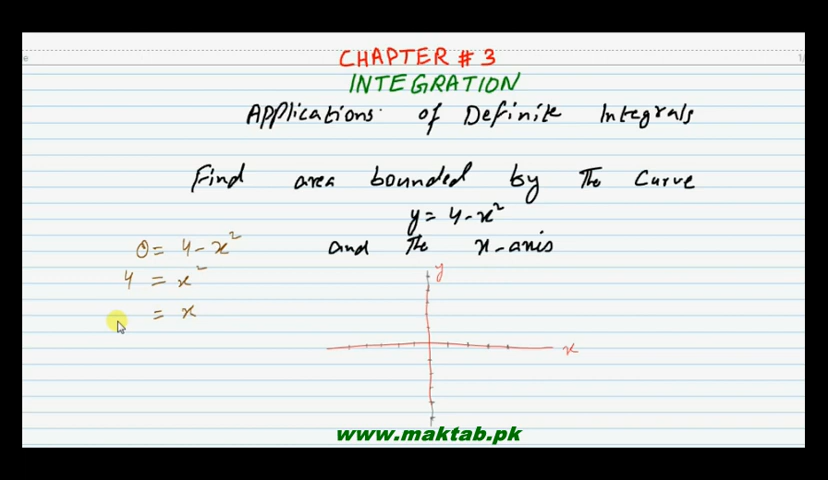 CHAPTER # 3
INTEGRATION
Applications of Definite Integrals
Find area bounded by The Curve
y = 4 - x²
and The x-axis
0 = 4 - x²
4 = x²
= x
y
x
www.maktab.pk